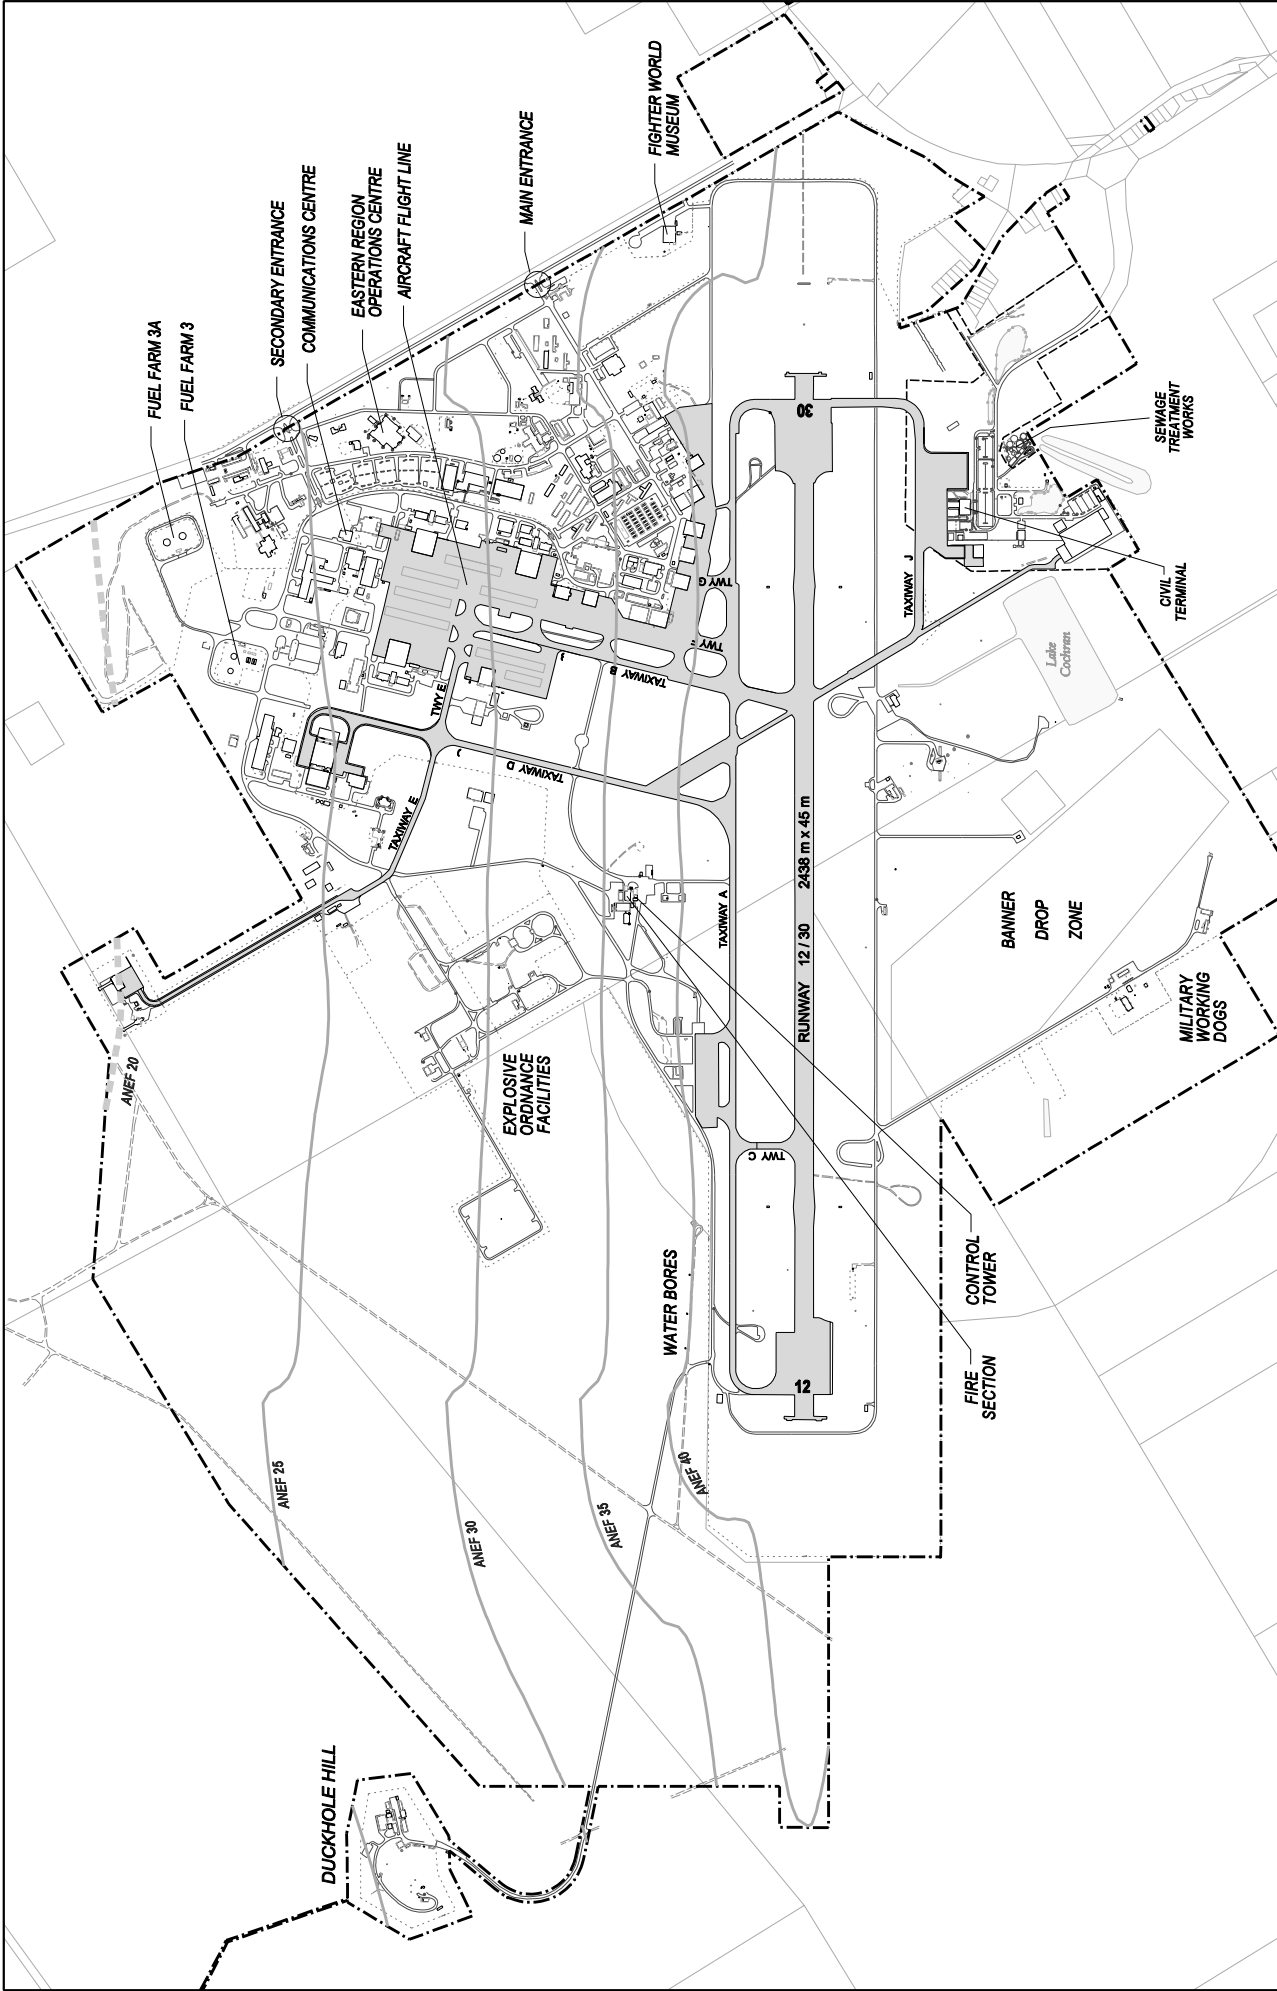 DUCKHOLE HILL
ANEF 20
ANEF 25
ANEF 30
ANEF 35
ANEF 40
FUEL FARM 3A
FUEL FARM 3
SECONDARY ENTRANCE
COMMUNICATIONS CENTRE
EASTERN REGION
OPERATIONS CENTRE
AIRCRAFT FLIGHT LINE
MAIN ENTRANCE
FIGHTER WORLD
MUSEUM
EXPLOSIVE
ORDNANCE
FACILITIES
WATER BORES
TAXIWAY E
TWY E
TAXIWAY D
TAXIWAY B
TWY F
TWY G
TAXIWAY A
TWY C
TAXIWAY J
12
RUNWAY 12 / 30 2438 m x 45 m
30
FIRE
SECTION
CONTROL
TOWER
BANNER
DROP
ZONE
MILITARY
WORKING
DOGS
Lake
Cochran
CIVIL
TERMINAL
SEWAGE
TREATMENT
WORKS